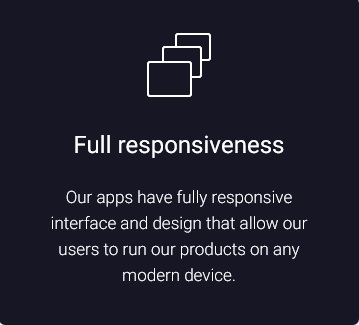 Full responsiveness
Our apps have fully responsive
interface and design that allow our
users to run our products on any
modern device.